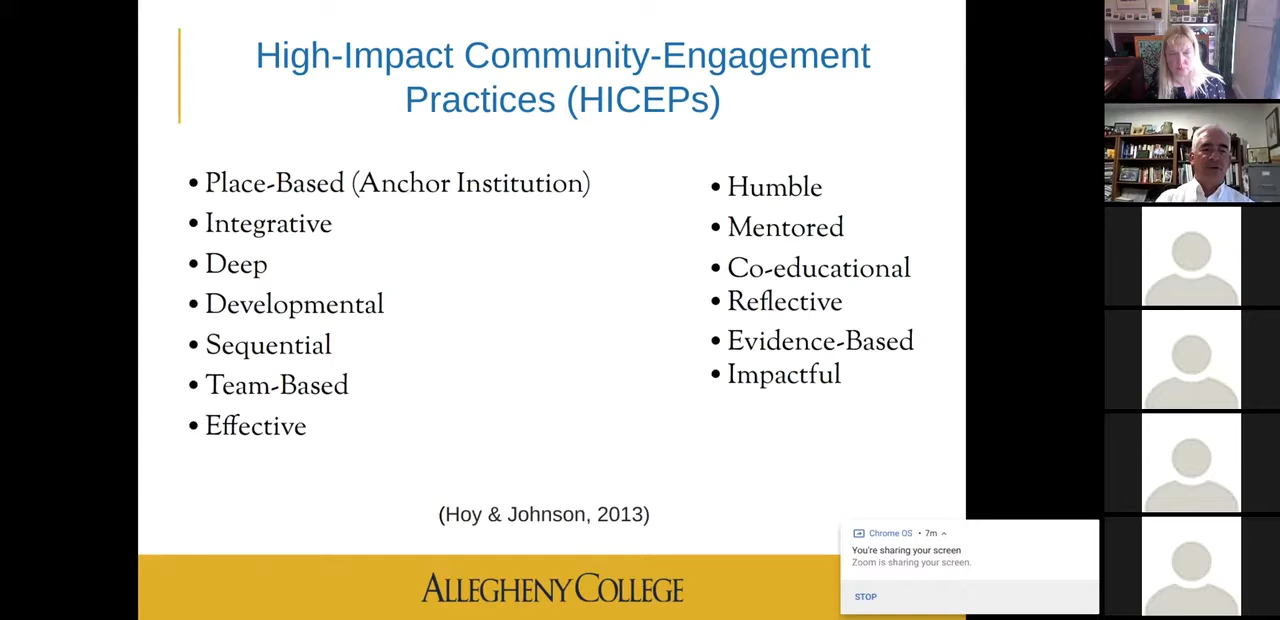 High-Impact Community-Engagement
Practices (HICEPs)
• Place-Based (Anchor Institution)
• Integrative
• Deep
• Developmental
• Sequential
• Team-Based
• Effective
• Humble
• Mentored
• Co-educational
• Reflective
• Evidence-Based
• Impactful
(Hoy & Johnson, 2013)
ALLEGHENY COLLEGE
Chrome OS • 7m
You're sharing your screen
Zoom is sharing your screen.
STOP